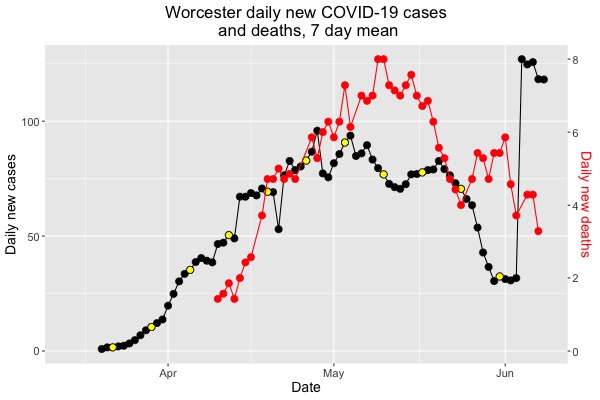 Worcester daily new COVID-19 cases
and deaths, 7 day mean
Daily new cases
100
50
0
8
6
4
2
0
Daily new deaths
Apr
May
Jun
Date